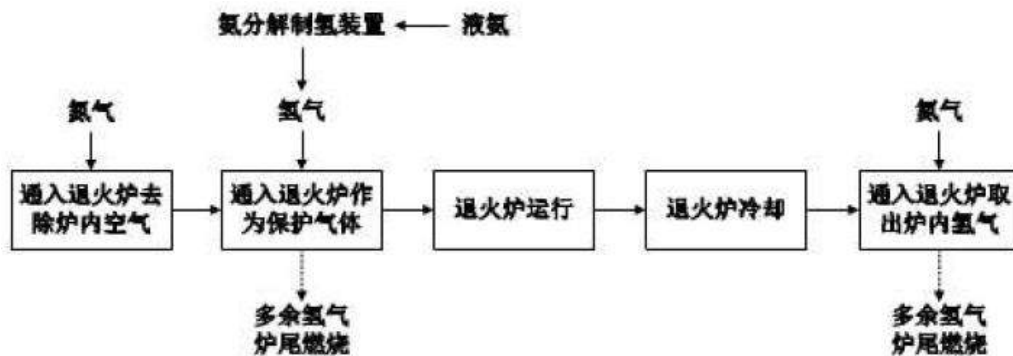 氨分解制氢装置
液氨
氮气
氢气
氮气
通入退火炉去
除炉内空气
通入退火炉作
为保护气体
退火炉运行
退火炉冷却
通入退火炉取
出炉内氢气
多余氢气
炉尾燃烧
多余氢气
炉尾燃烧